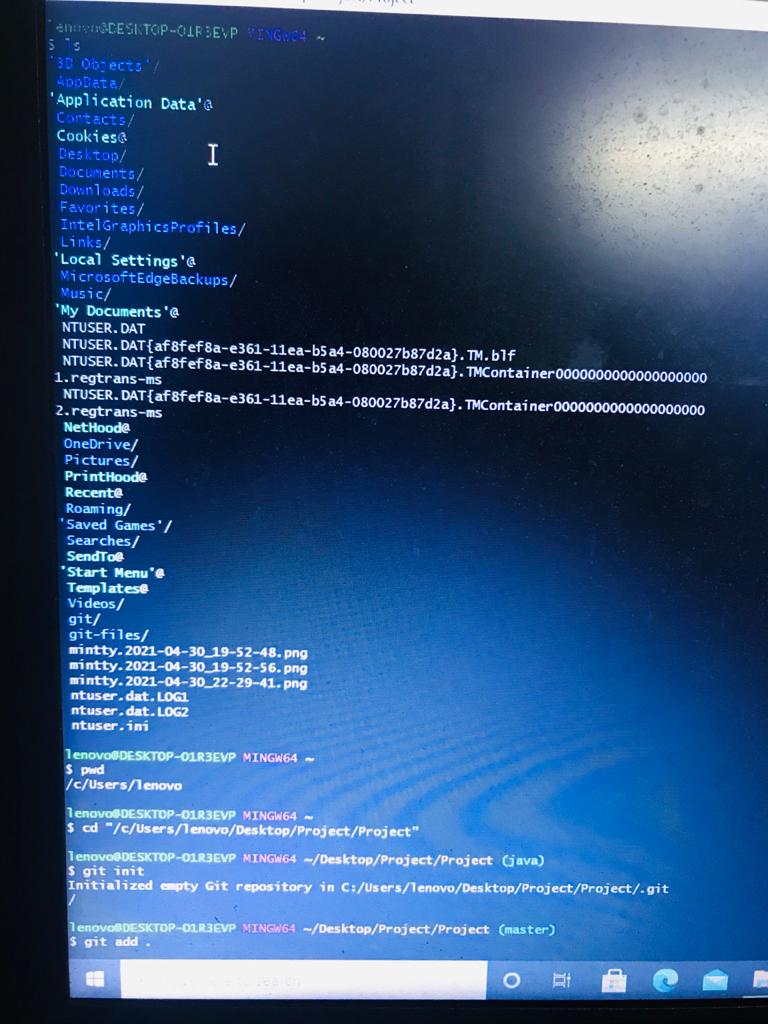 lenovo@DESKTOP-O1R3EVP MINGW64 ~
$ ls
'3D Objects'/
AppData/
'Application Data'@
Contacts/
Cookies@
Desktop/
Documents/
Downloads/
Favorites/
IntelGraphicsProfiles/
Links/
'Local Settings'@
MicrosoftEdgeBackups/
Music/
'My Documents'@
NTUSER.DAT
NTUSER.DAT{af8fef8a-e361-11ea-b5a4-080027b87d2a}.TM.blf
NTUSER.DAT{af8fef8a-e361-11ea-b5a4-080027b87d2a}.TMContainer0000000000000000000
1.regtrans-ms
NTUSER.DAT{af8fef8a-e361-11ea-b5a4-080027b87d2a}.TMContainer0000000000000000000
2.regtrans-ms
NetHood@
OneDrive/
Pictures/
PrintHood@
Recent@
Roaming/
'Saved Games'/
Searches/
SendTo@
'Start Menu'@
Templates@
Videos/
git/
git-files/
mintty.2021-04-30_19-52-48.png
mintty.2021-04-30_19-52-56.png
mintty.2021-04-30_22-29-41.png
ntuser.dat.LOG1
ntuser.dat.LOG2
ntuser.ini
lenovo@DESKTOP-O1R3EVP MINGW64 ~
$ pwd
/c/Users/lenovo
lenovo@DESKTOP-O1R3EVP MINGW64 ~
$ cd "/c/Users/lenovo/Desktop/Project/Project"
lenovo@DESKTOP-O1R3EVP MINGW64 ~/Desktop/Project/Project (java)
$ git init
Initialized empty Git repository in C:/Users/lenovo/Desktop/Project/Project/.git
/
lenovo@DESKTOP-O1R3EVP MINGW64 ~/Desktop/Project/Project (master)
$ git add .
to search